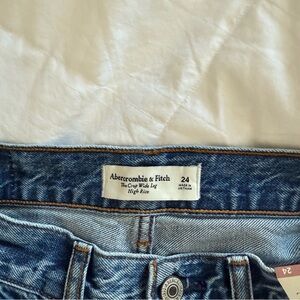 Abercrombie & Fitch
The Crop Wide Leg
High Rise
24
MADE IN
VIETNAM
24